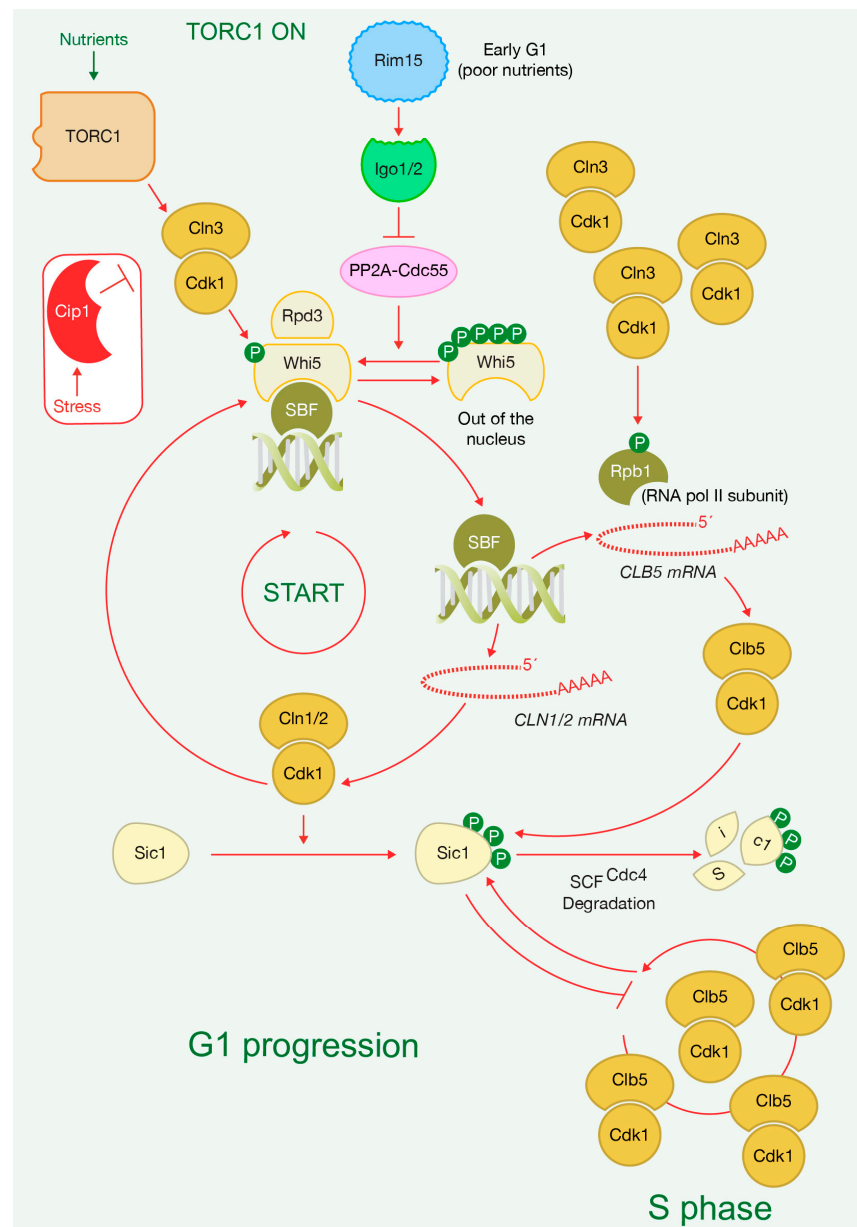 TORC1 ON
Nutrients
TORC1
Rim15
Early G1
(poor nutrients)
Igo1/2
PP2A-Cdc55
Cln3
Cdk1
Cip1
Stress
Rpd3
P
Whi5
SBF
P
P
P
P
P
P
Whi5
Out of the
nucleus
Cln3
Cdk1
Cln3
Cdk1
Cln3
Cdk1
P
Rpb1
(RNA pol II subunit)
5´
AAAAA
CLB5 mRNA
SBF
START
5´
AAAAA
CLN1/2 mRNA
Clb5
Cdk1
Cln1/2
Cdk1
Sic1
P
P
P
Sic1
SCF Cdc4
Degradation
S
i
c1
P
P
P
Clb5
Cdk1
Clb5
Cdk1
Clb5
Cdk1
Clb5
Cdk1
G1 progression
S phase